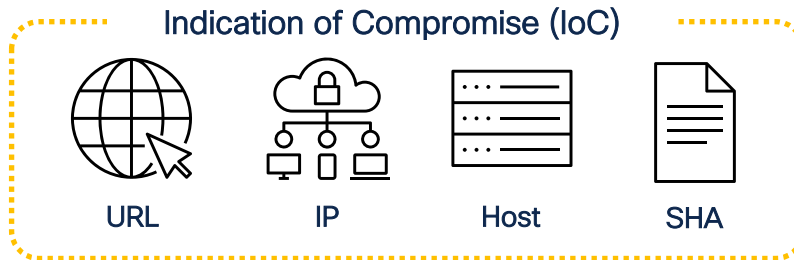 Indication of Compromise (IoC)
URL
IP
Host
SHA